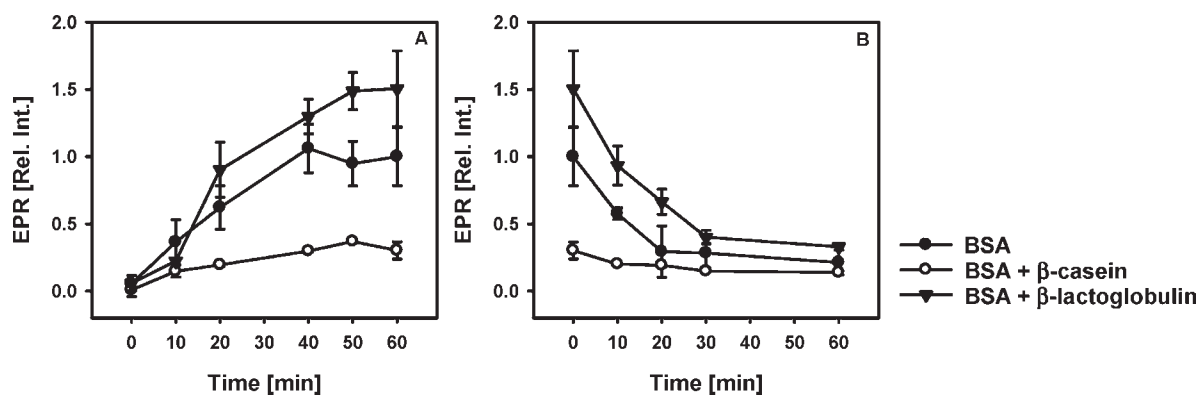 A
EPR [Rel. Int.]
2.0
1.5
1.0
0.5
0.0
0 10 20 30 40 50 60
Time [min]
B
EPR [Rel. Int.]
2.0
1.5
1.0
0.5
0.0
0 10 20 30 40 50 60
Time [min]
BSA
BSA + β-casein
BSA + β-lactoglobulin